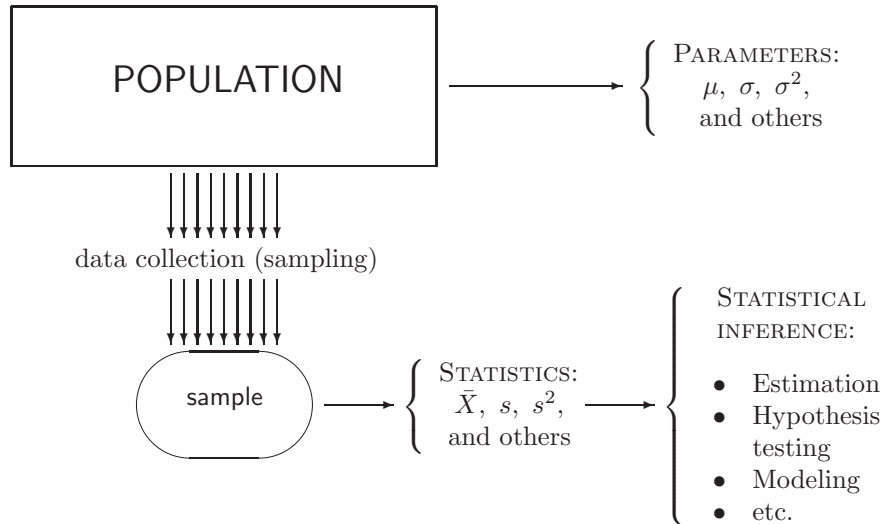 POPULATION
PARAMETERS:
μ, σ, σ²,
and others
data collection (sampling)
sample
STATISTICS:
X̄, s, s²,
and others
STATISTICAL
INFERENCE:
• Estimation
• Hypothesis
testing
• Modeling
• etc.